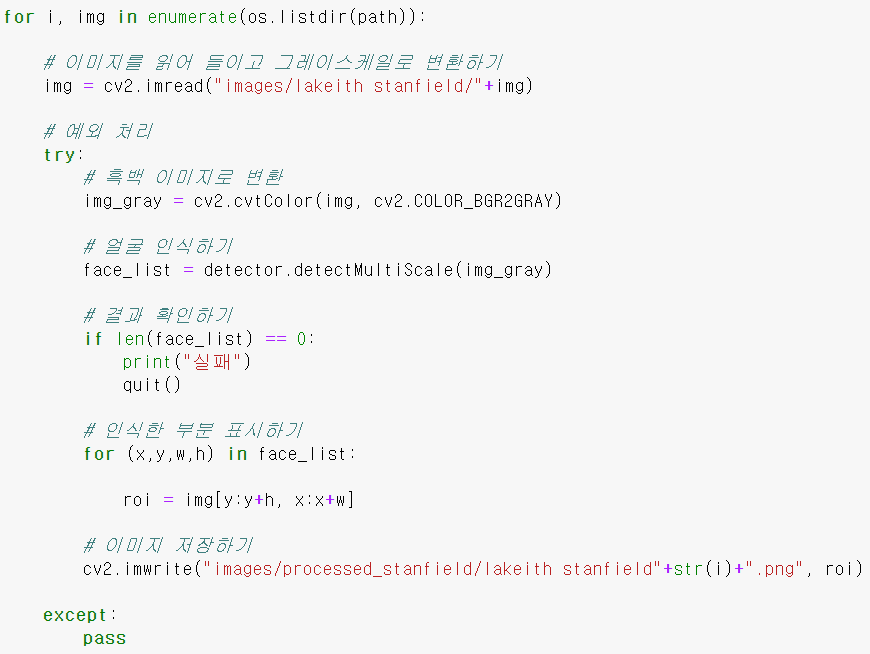 for i, img in enumerate(os.listdir(path)):
# 이미지를 읽어 들이고 그레이스케일로 변환하기
img = cv2.imread("images/lakeith stanfield/"+img)
# 예외 처리
try:
# 흑백 이미지로 변환
img_gray = cv2.cvtColor(img, cv2.COLOR_BGR2GRAY)
# 얼굴 인식하기
face_list = detector.detectMultiScale(img_gray)
# 결과 확인하기
if len(face_list) == 0:
print("실패")
quit()
# 인식한 부분 표시하기
for (x,y,w,h) in face_list:
roi = img[y:y+h, x:x+w]
# 이미지 저장하기
cv2.imwrite("images/processed_stanfield/lakeith stanfield"+str(i)+".png", roi)
except:
pass